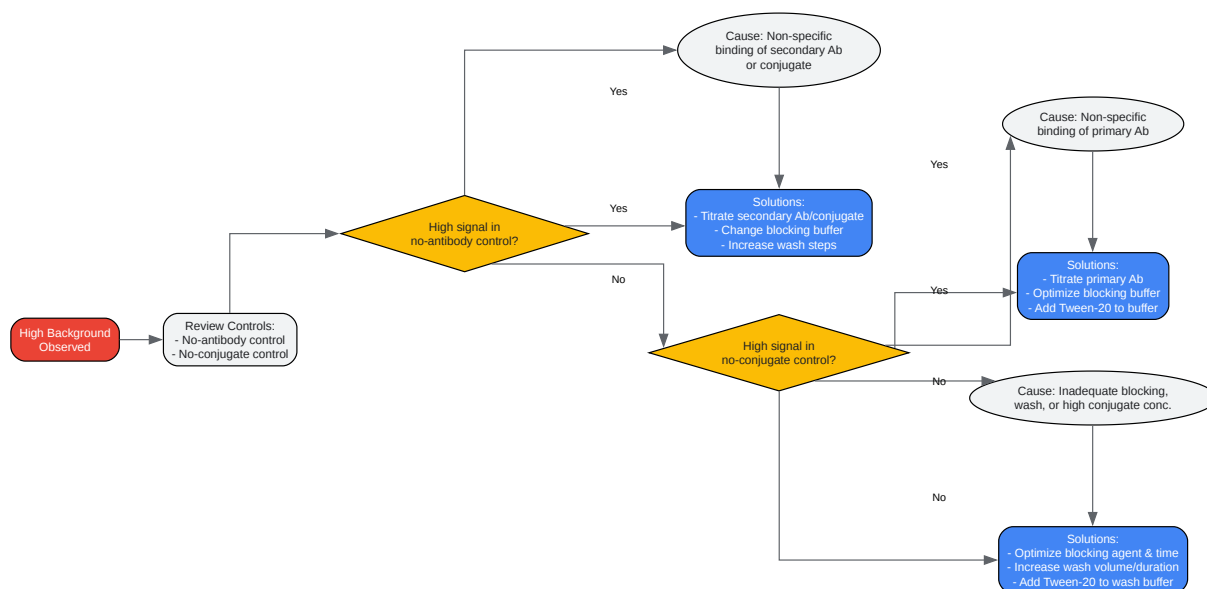 Cause: Non-specific
binding of secondary Ab
or conjugate
Yes
Cause: Non-specific
binding of primary Ab
Yes
Solutions:
- Titrate secondary Ab/conjugate
- Change blocking buffer
- Increase wash steps
Yes
High signal in
no-antibody control?
No
Solutions:
- Titrate primary Ab
- Optimize blocking buffer
- Add Tween-20 to buffer
Yes
High Background
Observed
Review Controls:
- No-antibody control
- No-conjugate control
High signal in
no-conjugate control?
No
Cause: Inadequate blocking,
wash, or high conjugate conc.
No
Solutions:
- Optimize blocking agent & time
- Increase wash volume/duration
- Add Tween-20 to wash buffer